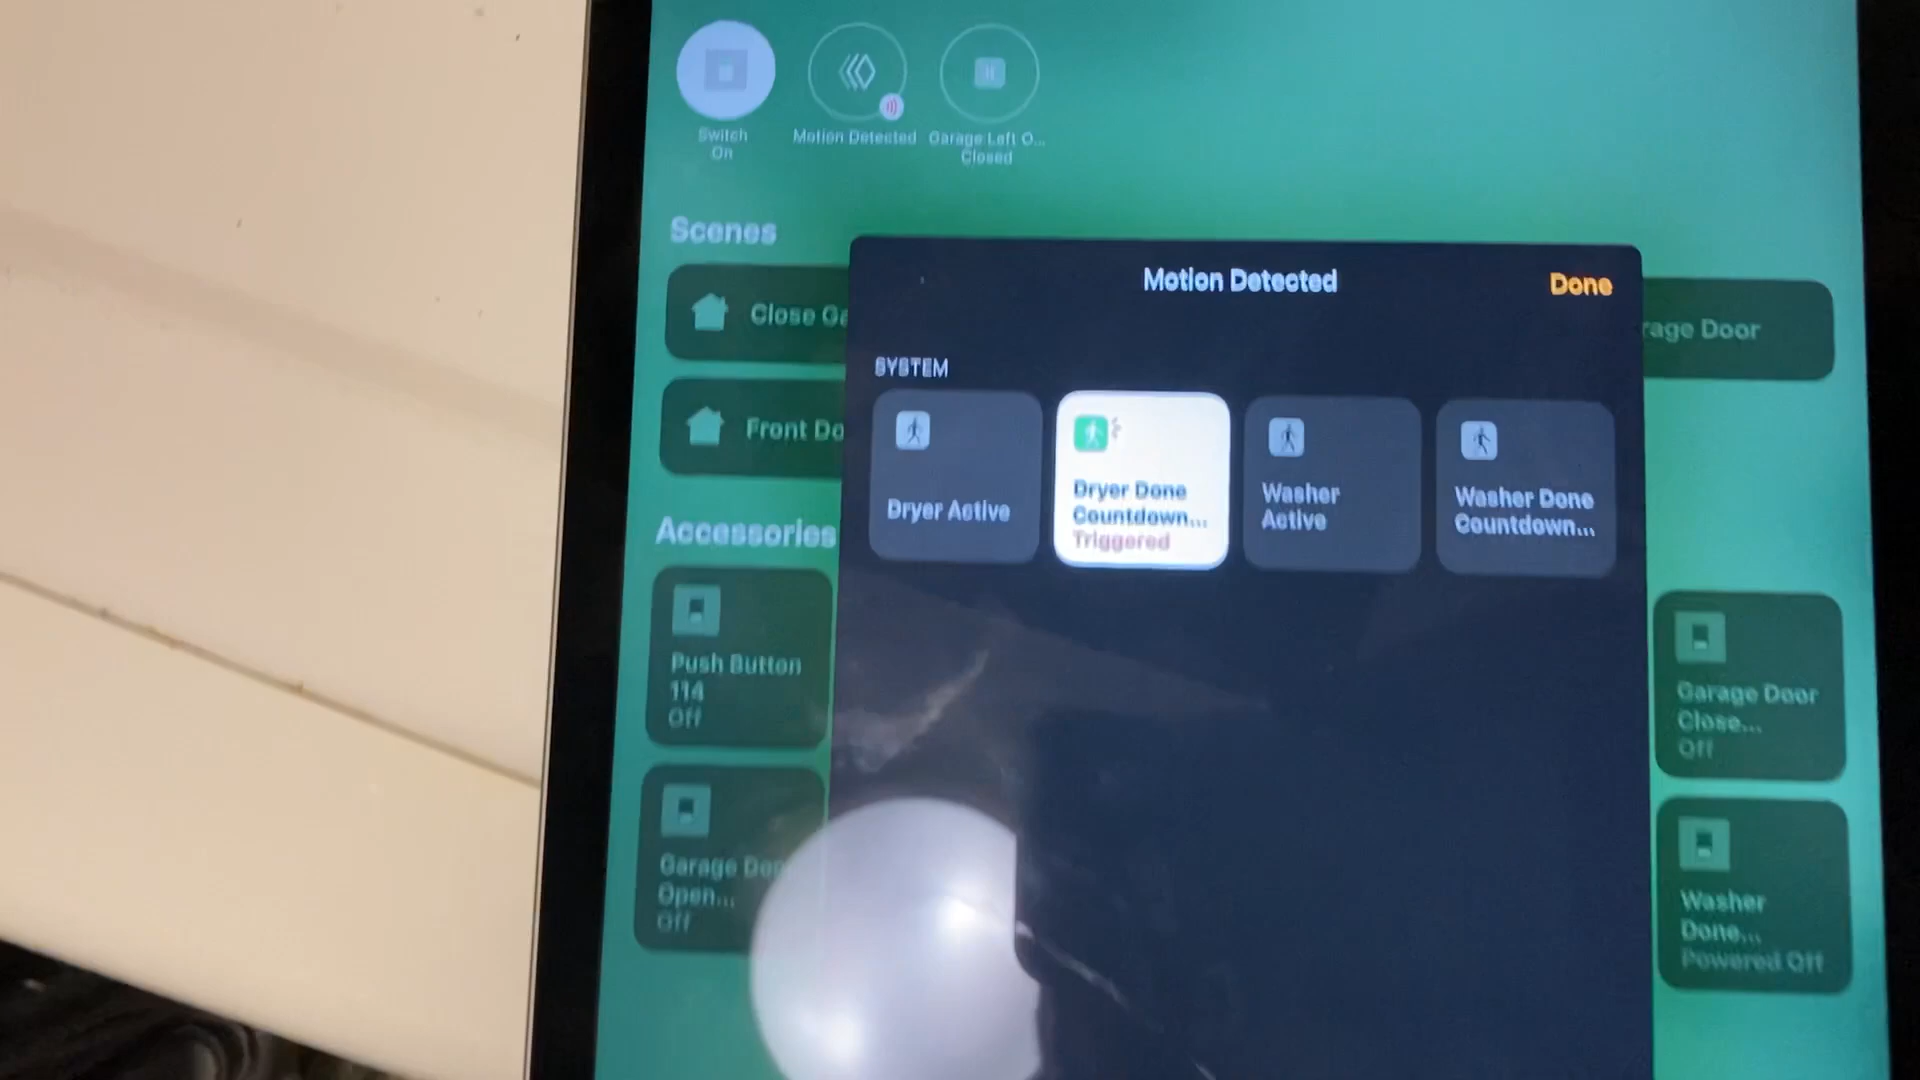 Switch
On
Motion Detected
Garage Left O...
Closed
Scenes
Close Ga
rage Door
Front Do
Motion Detected
Done
SYSTEM
Dryer Active
Dryer Done
Countdown...
Triggered
Washer
Active
Washer Done
Countdown...
Accessories
Push Button
114
Off
Garage Door
Close...
Off
Garage Doo
Open...
Off
Washer
Done...
Powered Off